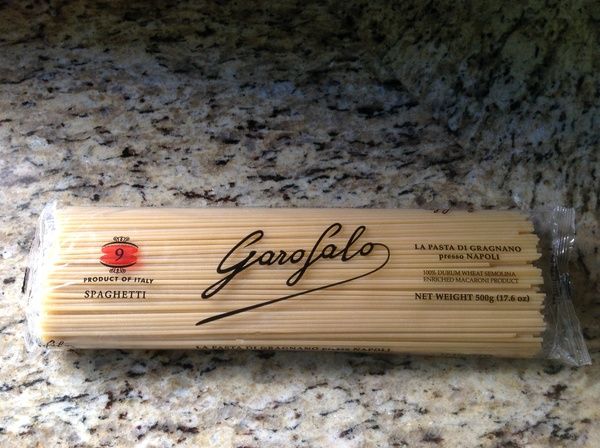 9
PRODUCT OF ITALY
SPAGHETTI
Garofalo
LA PASTA DI GRAGNANO
presso NAPOLI
100% DURUM WHEAT SEMOLINA
ENRICHED MACARONI PRODUCT
NET WEIGHT 500g (17.6 oz)
LA PASTA DI GRAGNANO presso NAPOLI